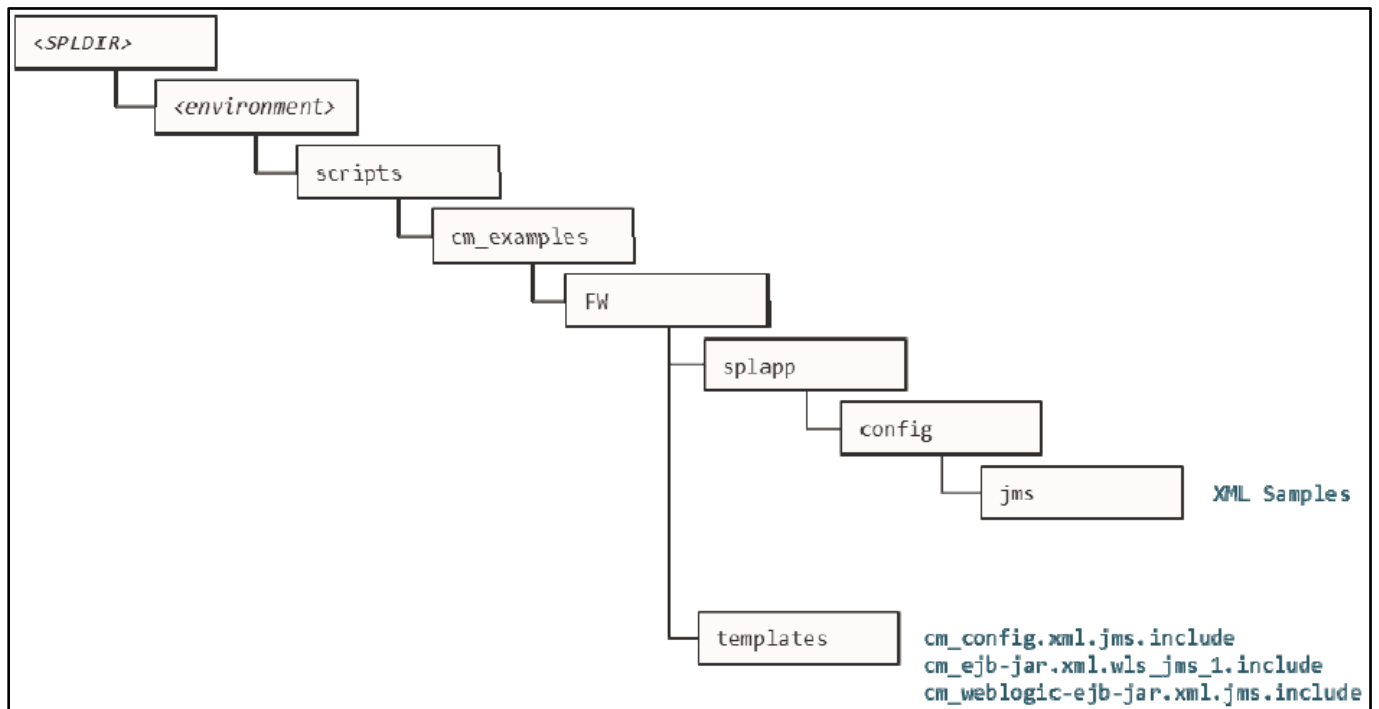 <SPLDIR>
<environment>
scripts
cm_examples
FW
splapp
config
jms
XML Samples
templates
cm_config.xml.jms.include
cm_ejb-jar.xml.wls_jms_1.include
cm_weblogic-ejb-jar.xml.jms.include